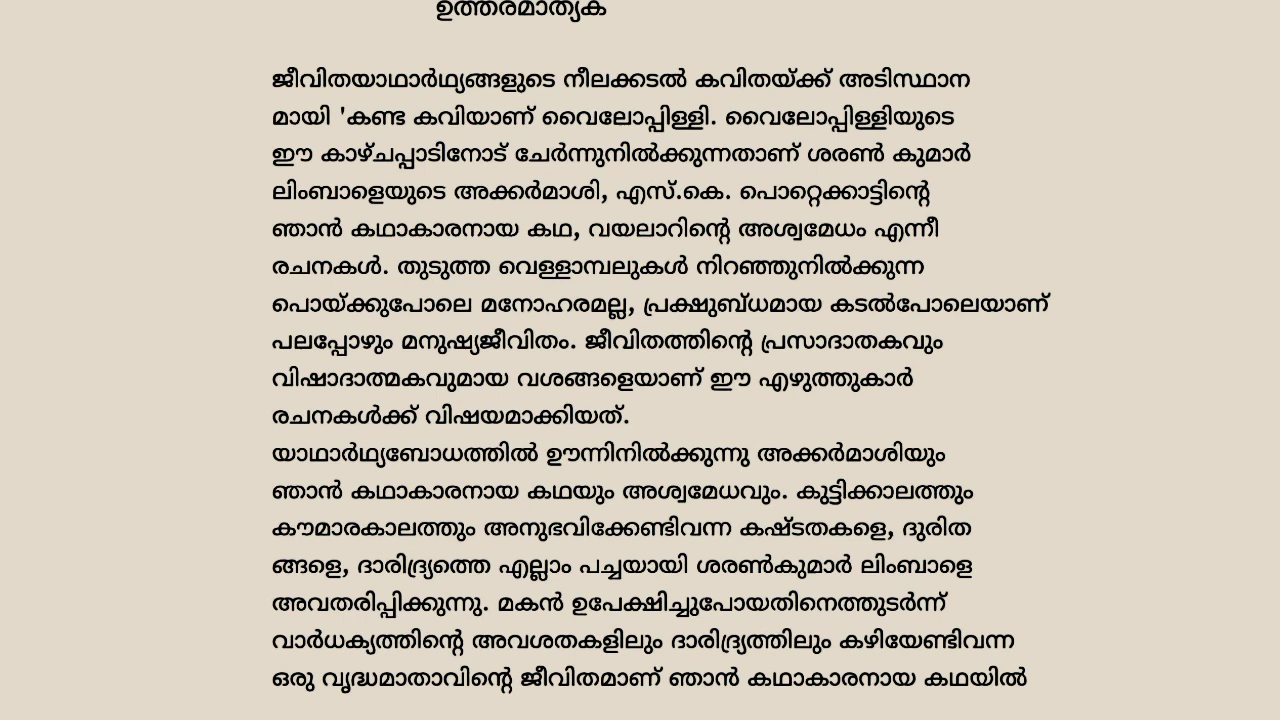 ഉത്തരമാതൃക
ജീവിതയാഥാർഥ്യങ്ങളുടെ നീലക്കടൽ കവിതയ്ക്ക് അടിസ്ഥാന
മായി 'കണ്ട കവിയാണ് വൈലോപ്പിള്ളി. വൈലോപ്പിള്ളിയുടെ
ഈ കാഴ്ചപ്പാടിനോട് ചേർന്നുനിൽക്കുന്നതാണ് ശരൺ കുമാർ
ലിംബാളെയുടെ അക്കർമാശി, എസ്.കെ. പൊറ്റെക്കാട്ടിന്റെ
ഞാൻ കഥാകാരനായ കഥ, വയലാറിന്റെ അശ്വമേധം എന്നീ
രചനകൾ. തുടുത്ത വെള്ളാമ്പലുകൾ നിറഞ്ഞുനിൽക്കുന്ന
പൊയ്ക്കുപോലെ മനോഹരമല്ല, പ്രക്ഷുബ്ധമായ കടൽപോലെയാണ്
പലപ്പോഴും മനുഷ്യജീവിതം. ജീവിതത്തിന്റെ പ്രസാദാതകവും
വിഷാദാത്മകവുമായ വശങ്ങളെയാണ് ഈ എഴുത്തുകാർ
രചനകൾക്ക് വിഷയമാക്കിയത്.
യാഥാർഥ്യബോധത്തിൽ ഊന്നിനിൽക്കുന്നു അക്കർമാശിയും
ഞാൻ കഥാകാരനായ കഥയും അശ്വമേധവും. കുട്ടിക്കാലത്തും
കൗമാരകാലത്തും അനുഭവിക്കേണ്ടിവന്ന കഷ്ടതകളെ, ദുരിത
ങ്ങളെ, ദാരിദ്ര്യത്തെ എല്ലാം പച്ചയായി ശരൺകുമാർ ലിംബാളെ
അവതരിപ്പിക്കുന്നു. മകൻ ഉപേക്ഷിച്ചുപോയതിനെത്തുടർന്ന്
വാർധക്യത്തിന്റെ അവശതകളിലും ദാരിദ്ര്യത്തിലും കഴിയേണ്ടിവന്ന
ഒരു വൃദ്ധമാതാവിന്റെ ജീവിതമാണ് ഞാൻ കഥാകാരനായ കഥയിൽ